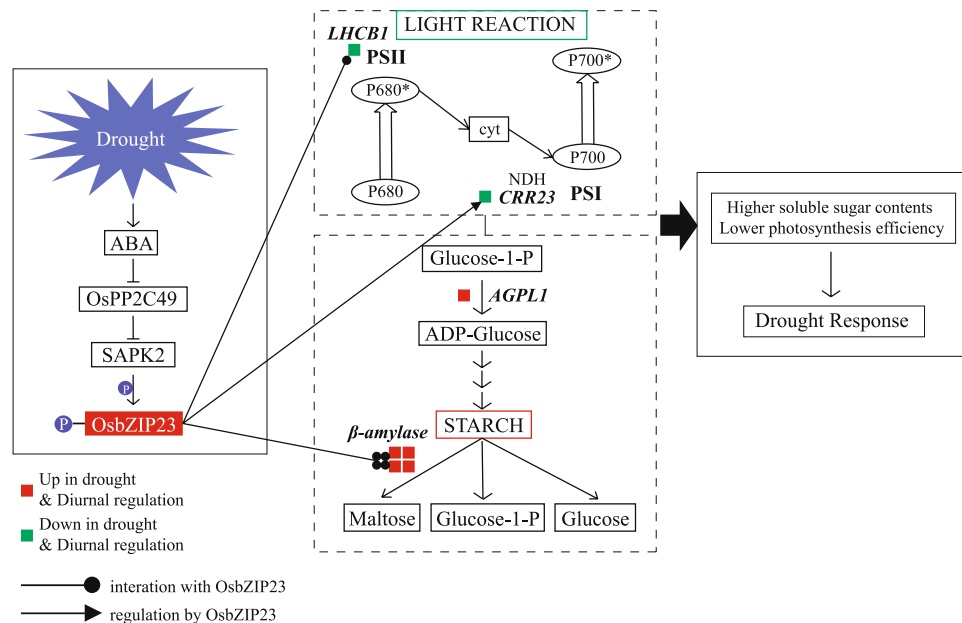 Drought
ABA
OsPP2C49
SAPK2
P
P
OsbZIP23
Up in drought
& Diurnal regulation
Down in drought
& Diurnal regulation
interation with OsbZIP23
regulation by OsbZIP23
LIGHT REACTION
LHCB1
PSII
P680*
P700*
cyt
P680
P700
NDH
CRR23
PSI
Glucose-1-P
AGPL1
ADP-Glucose
STARCH
β-amylase
Maltose
Glucose-1-P
Glucose
Higher soluble sugar contents
Lower photosynthesis efficiency
Drought Response